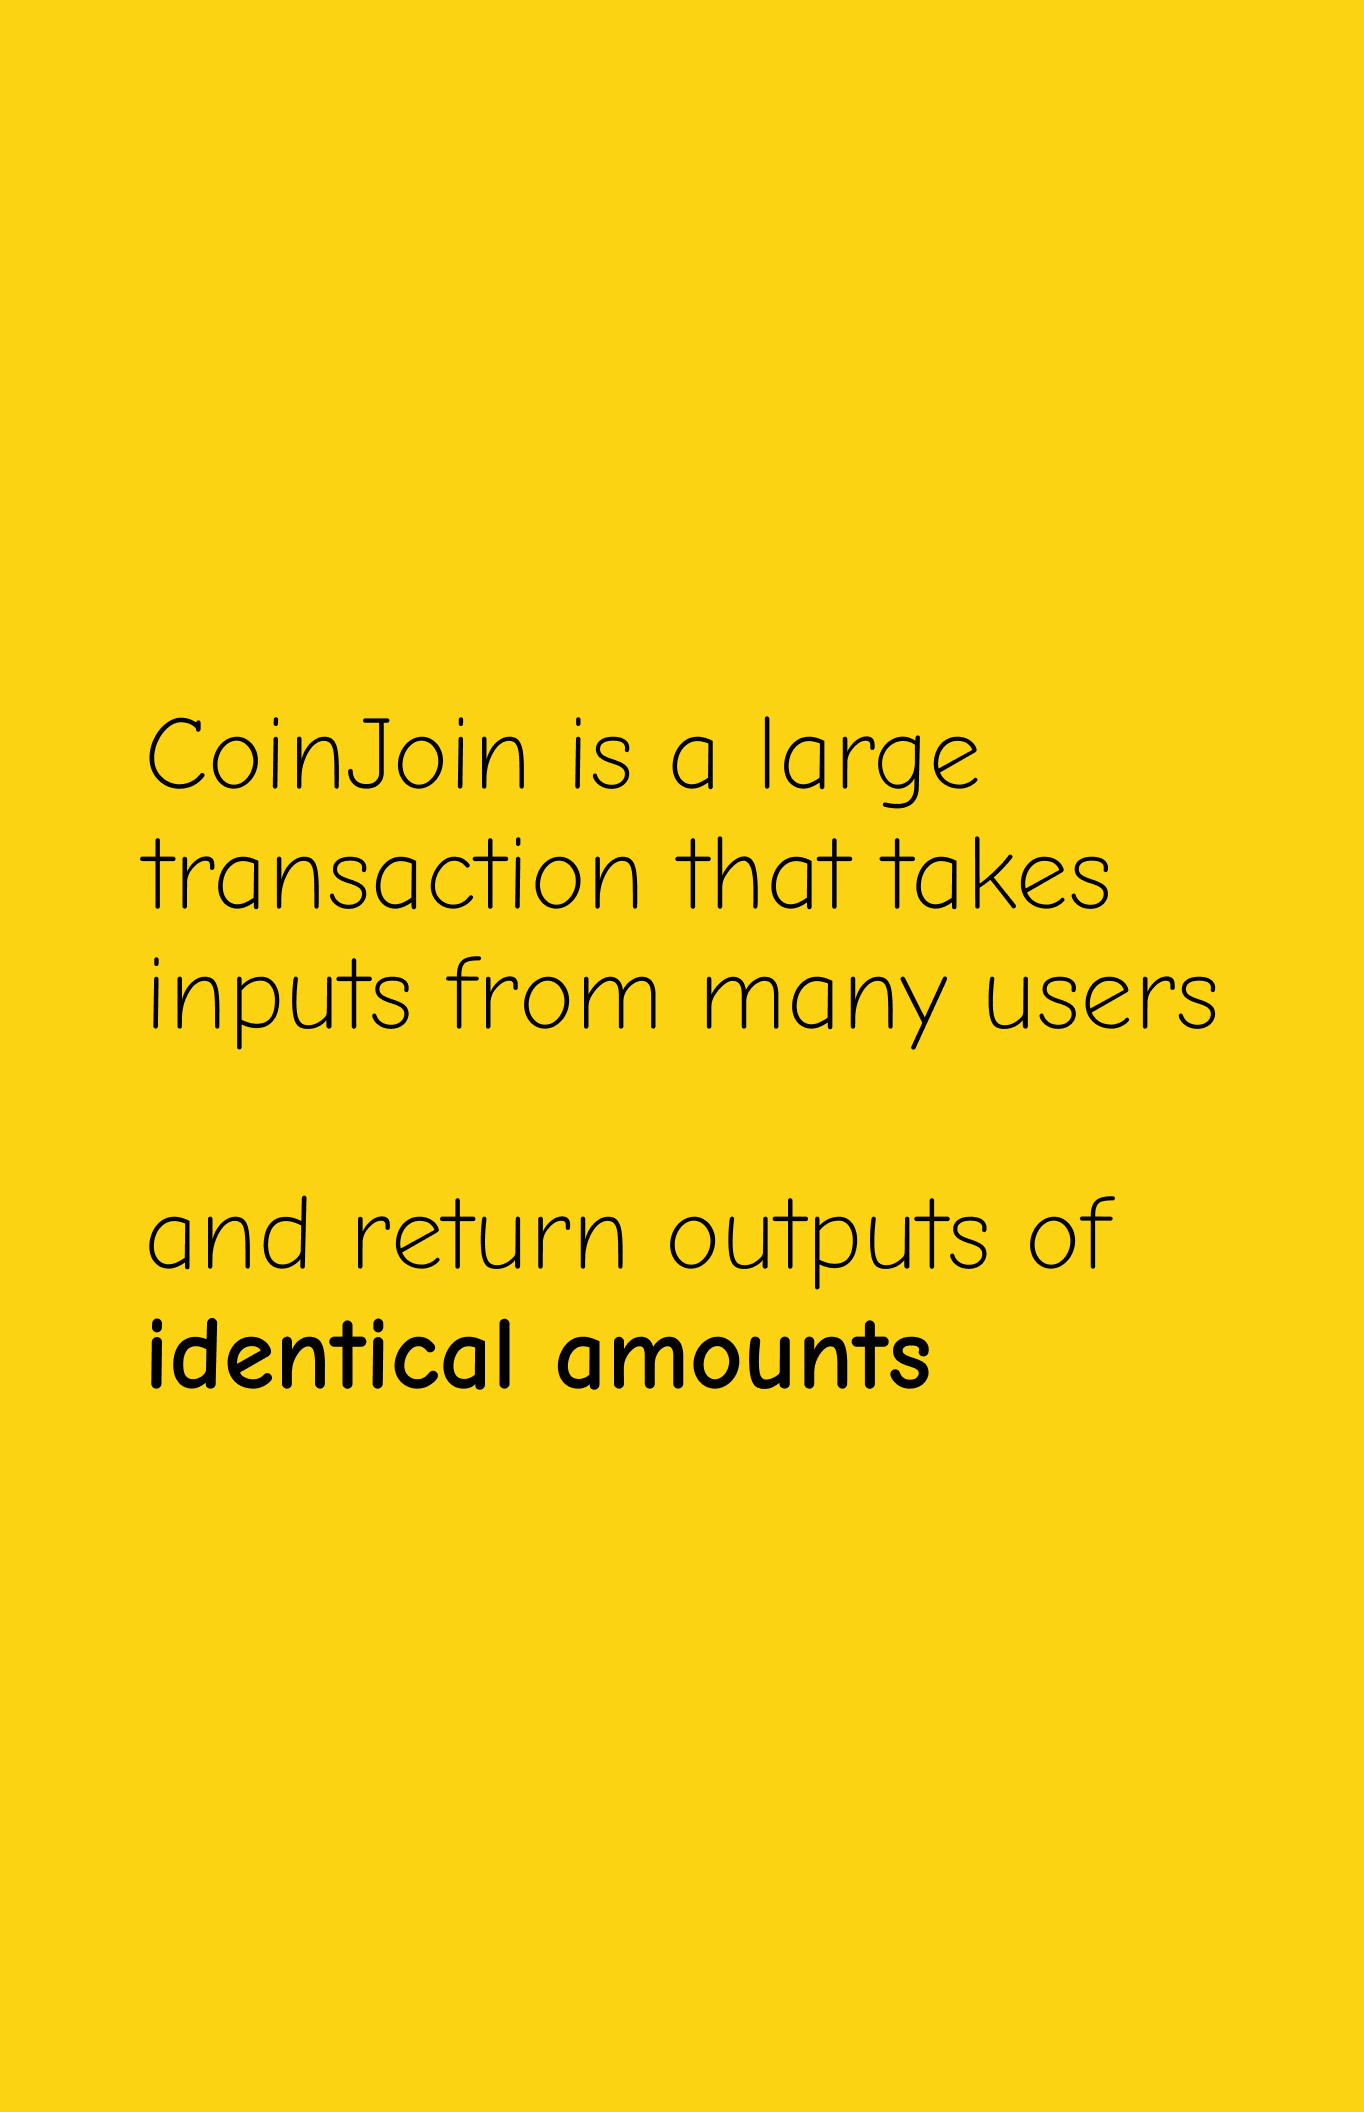 CoinJoin is a large
transaction that takes
inputs from many users
and return outputs of
identical amounts